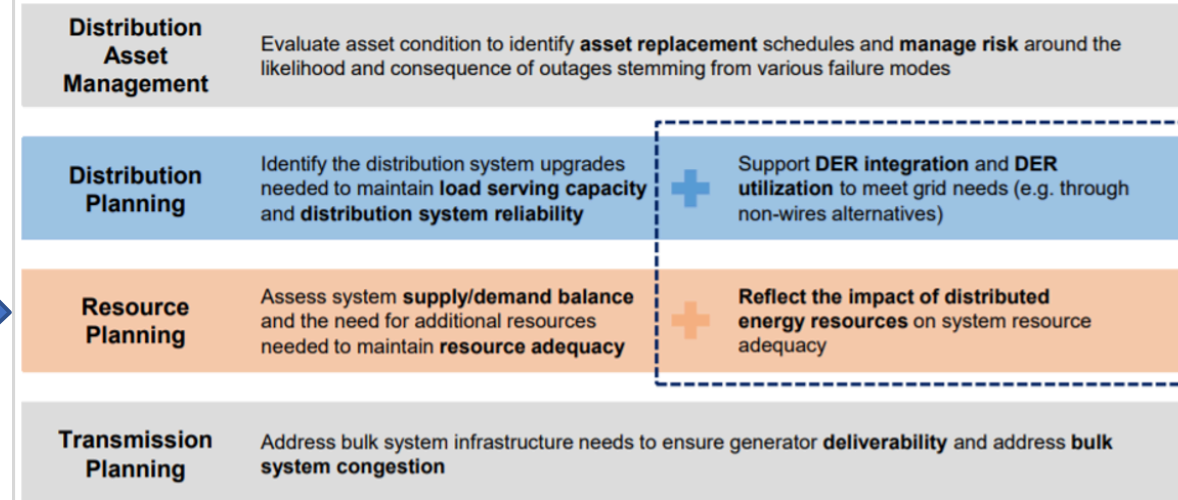 Distribution
Asset
Management
Evaluate asset condition to identify asset replacement schedules and manage risk around the
likelihood and consequence of outages stemming from various failure modes
Distribution
Planning
Identify the distribution system upgrades
needed to maintain load serving capacity
and distribution system reliability
Support DER integration and DER
utilization to meet grid needs (e.g. through
non-wires alternatives)
Resource
Planning
Assess system supply/demand balance
and the need for additional resources
needed to maintain resource adequacy
Reflect the impact of distributed
energy resources on system resource
adequacy
Transmission
Planning
Address bulk system infrastructure needs to ensure generator deliverability and address bulk
system congestion